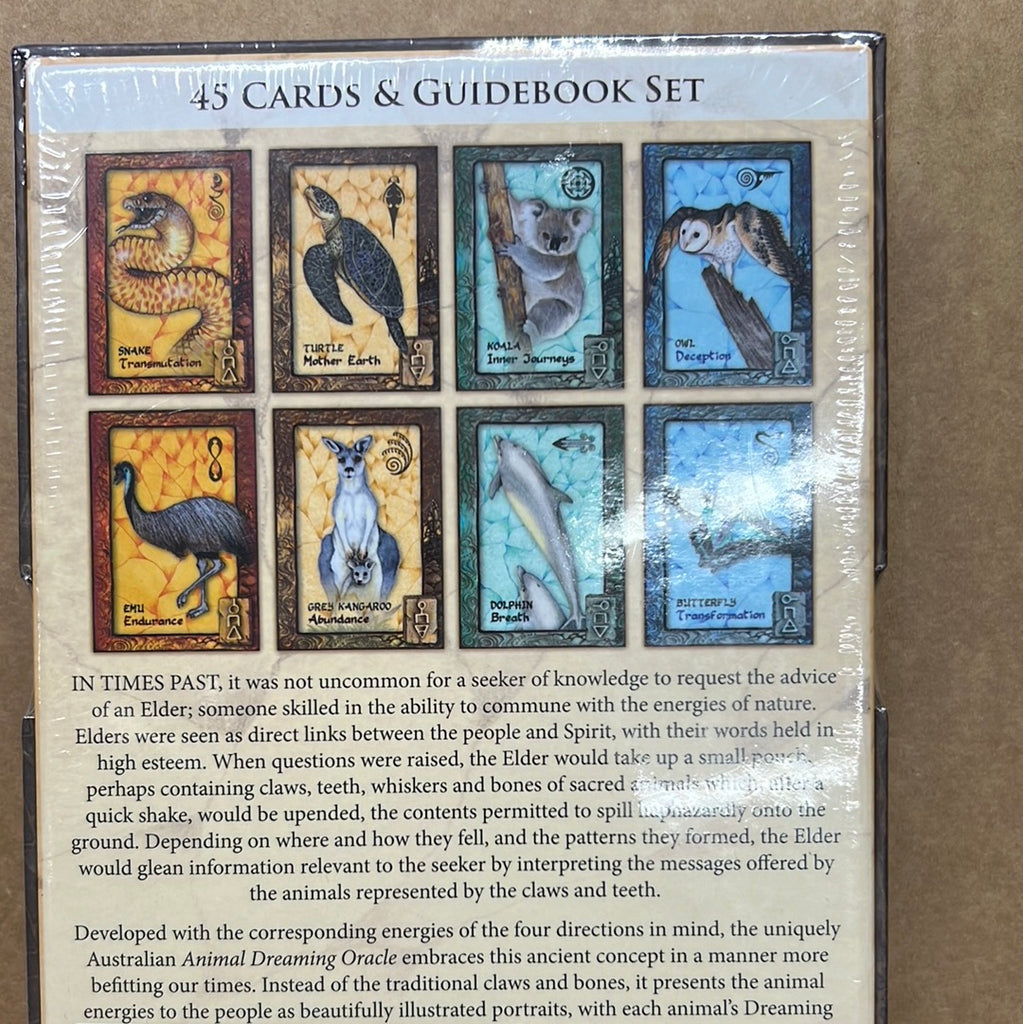 45 CARDS & GUIDEBOOK SET
SNAKE
Transmutation
TURTLE
Mother Earth
KOALA
Inner Journeys
OWL
Deception
EMU
Endurance
GREY KANGAROO
Abundance
DOLPHIN
Breath
BUTTERFLY
Transformation
IN TIMES PAST, it was not uncommon for a seeker of knowledge to request the advice
of an Elder; someone skilled in the ability to commune with the energies of nature.
Elders were seen as direct links between the people and Spirit, with their words held in
high esteem. When questions were raised, the Elder would take up a small pouch,
perhaps containing claws, teeth, whiskers and bones of sacred animals which, after a
quick shake, would be upended, the contents permitted to spill haphazardly onto the
ground. Depending on where and how they fell, and the patterns they formed, the Elder
would glean information relevant to the seeker by interpreting the messages offered by
the animals represented by the claws and teeth.
Developed with the corresponding energies of the four directions in mind, the uniquely
Australian Animal Dreaming Oracle embraces this ancient concept in a manner more
befitting our times. Instead of the traditional claws and bones, it presents the animal
energies to the people as beautifully illustrated portraits, with each animal's Dreaming